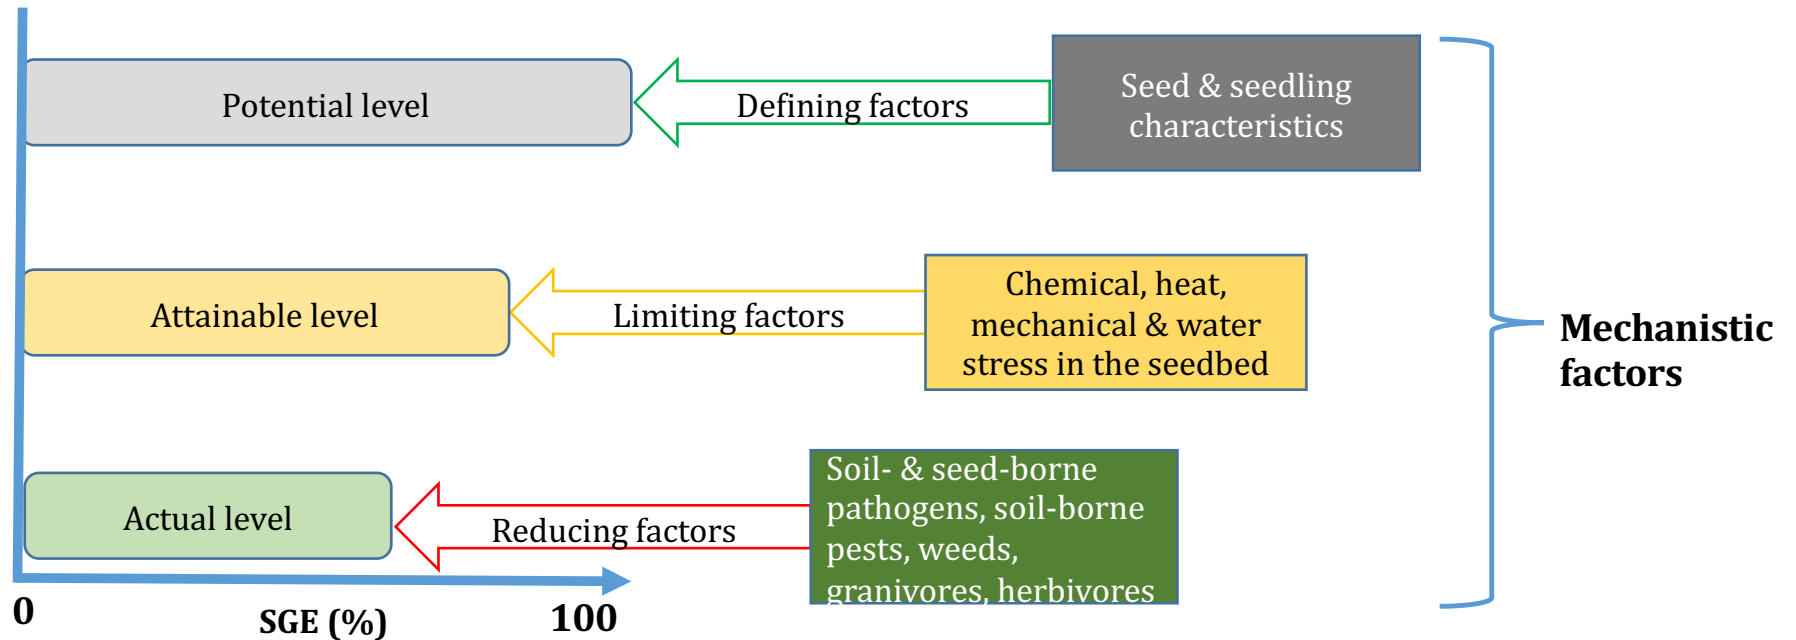 Potential level
Defining factors
Seed & seedling
characteristics
Attainable level
Limiting factors
Chemical, heat,
mechanical & water
stress in the seedbed
Mechanistic
factors
Actual level
Reducing factors
Soil- & seed-borne
pathogens, soil-borne
pests, weeds,
granivores, herbivores
0
SGE (%)
100